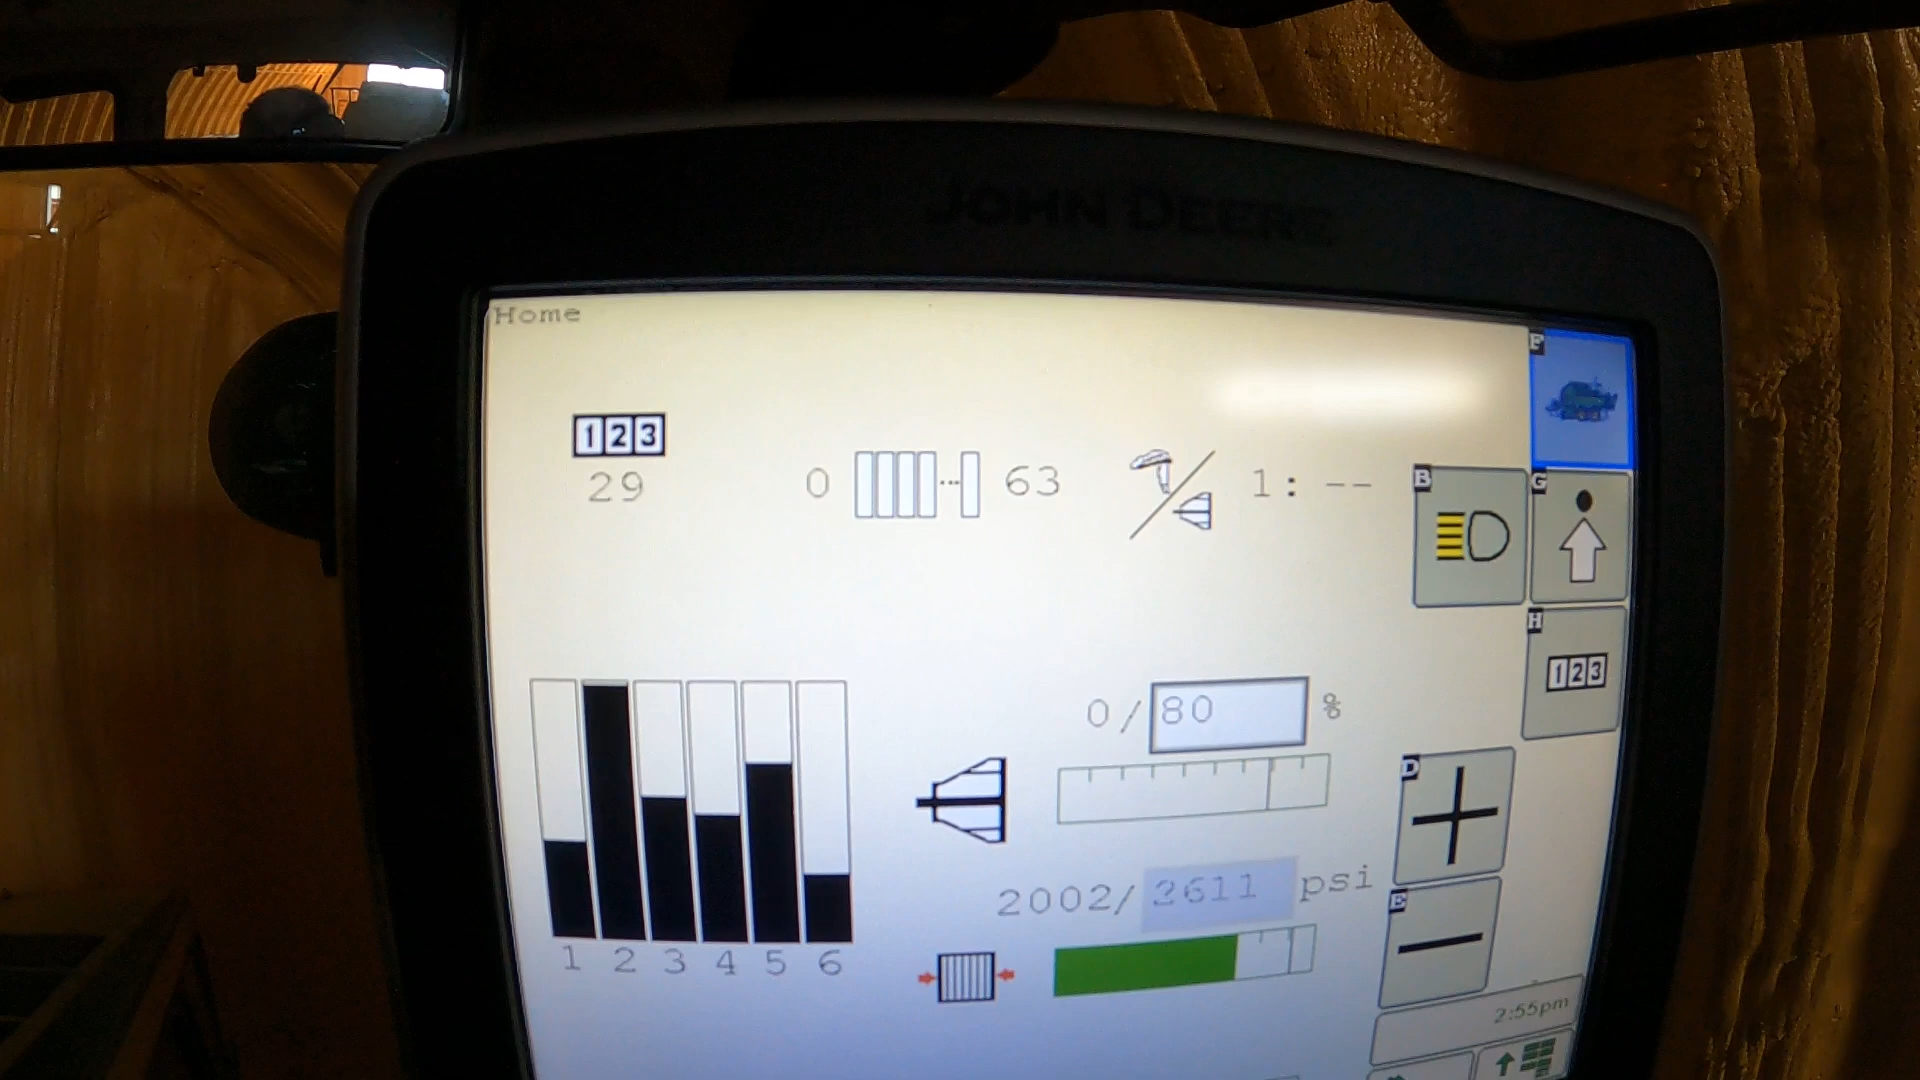 JOHN DEERE
Home
F
123
29
0 63
1: --
B
G
H
123
0/80 %
D
2002/2611 psi
E
1 2 3 4 5 6
2:55pm